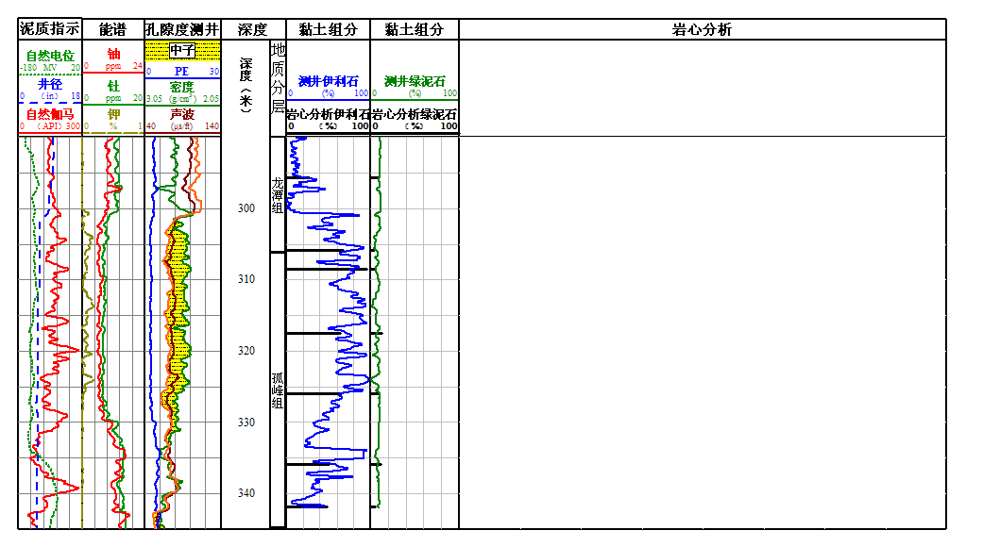 泥质指示 能谱 孔隙度测井 深度 黏土组分 黏土组分 岩心分析
自然电位 铀 中子 地质分层
-180 MV 20 0 ppm 24 0 PE 30 深度(米)
井径 钍 密度 测井伊利石 测井绿泥石
0 (in) 18 0 ppm 20 3.05 (g/cm3) 2.05 0 (%) 100 0 (%) 100
自然伽马 钾 声波 岩心分析伊利石 岩心分析绿泥石
0 (API) 300 0 % 1 40 (μs/ft) 140 0 (%) 100 0 (%) 100
龙潭组
300
310
320
孤峰组
330
340